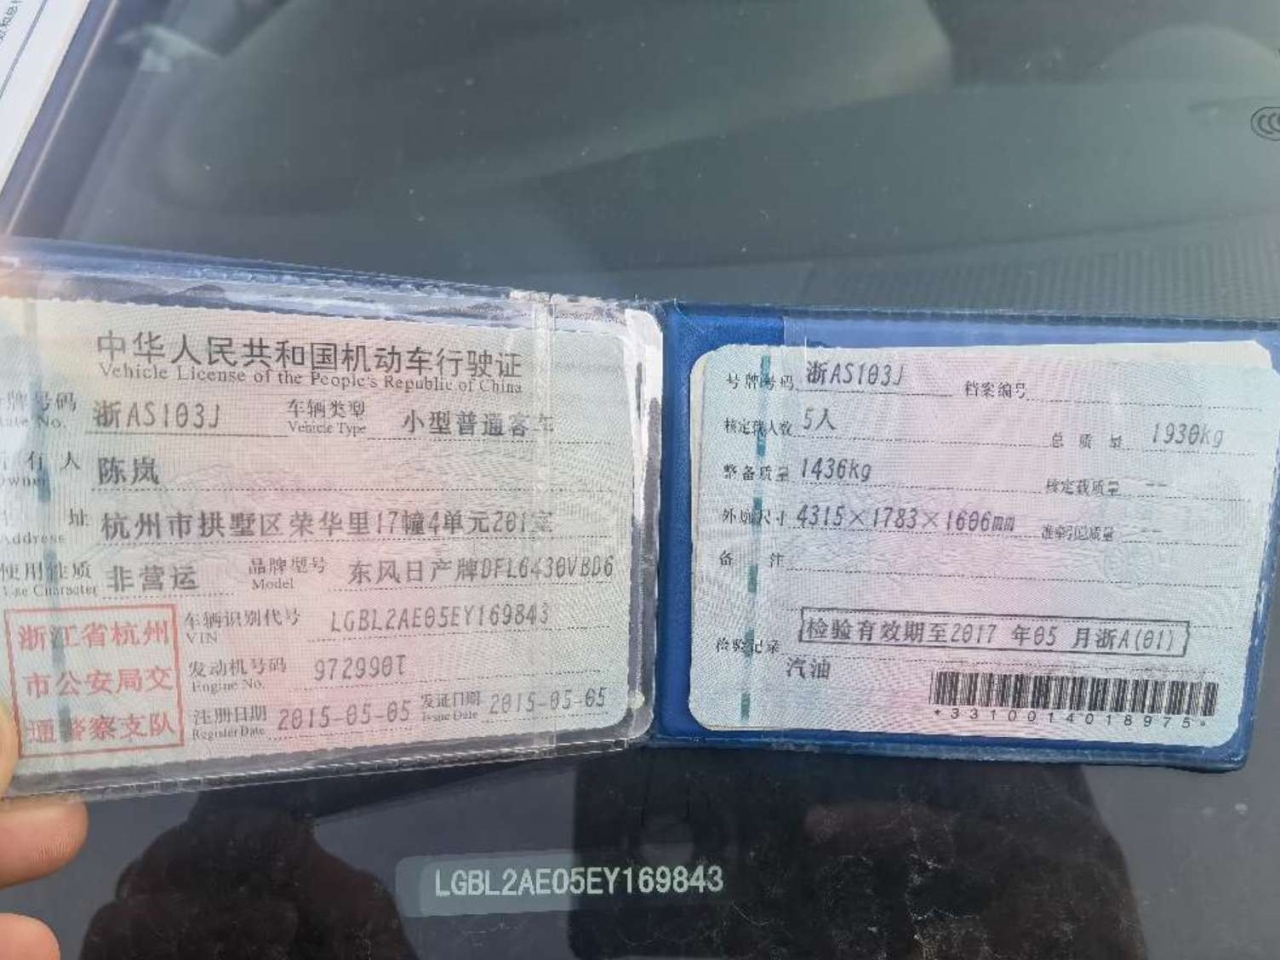 中华人民共和国机动车行驶证
Vehicle License of the People's Republic of China
牌号码 浙AS103J 车辆类型 小型普通客车
Plate No. Vehicle Type
有人 陈岚
Owner
址 杭州市拱墅区荣华里17幢4单元201室
Address
使用性质 非营运 品牌型号 东风日产牌DFL6430VBD6
Use Character Model
浙江省杭州
市公安局交
通警察支队
车辆识别代号 LGBL2AE05EY169843
VIN
发动机号码 972990T
Engine No.
注册日期 2015-05-05 发证日期 2015-05-05
Register Date Issue Date
号牌号码 浙AS103J 档案编号
核定载人数 5人 总质量 1930kg
整备质量 1436kg 核定载质量 --
外廓尺寸 4315×1783×1606mm 准牵引总质量 --
备注
检验记录 检验有效期至2017年05月浙A(01)
汽油
*3310014018975*
LGBL2AE05EY169843